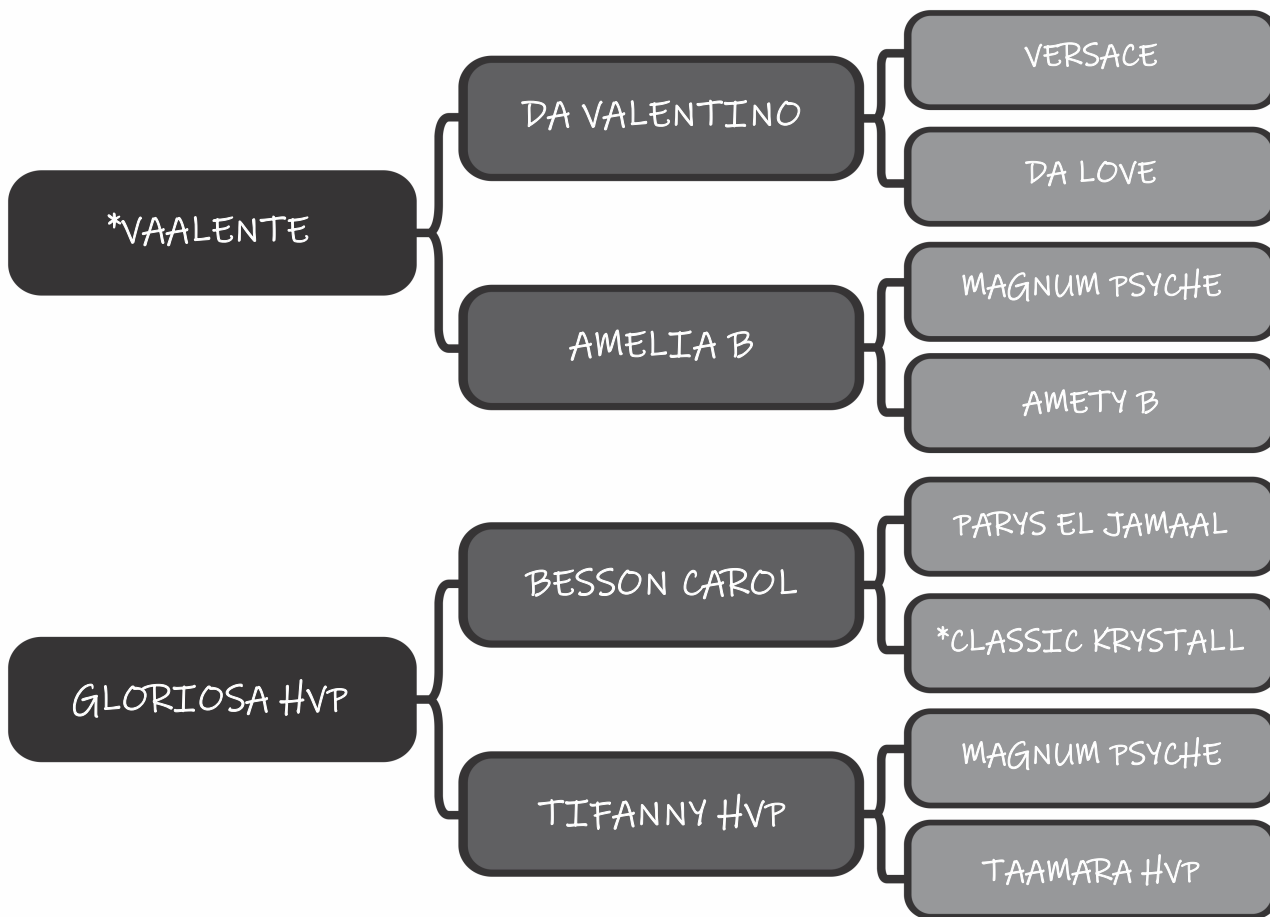 *VAALENTE
DA VALENTINO
VERSACE
DA LOVE
AMELIA B
MAGNUM PSYCHE
AMETY B
GLORIOSA HVP
BESSON CAROL
PARYS EL JAMAAL
*CLASSIC KRYSTALL
TIFANNY HVP
MAGNUM PSYCHE
TAAMARA HVP